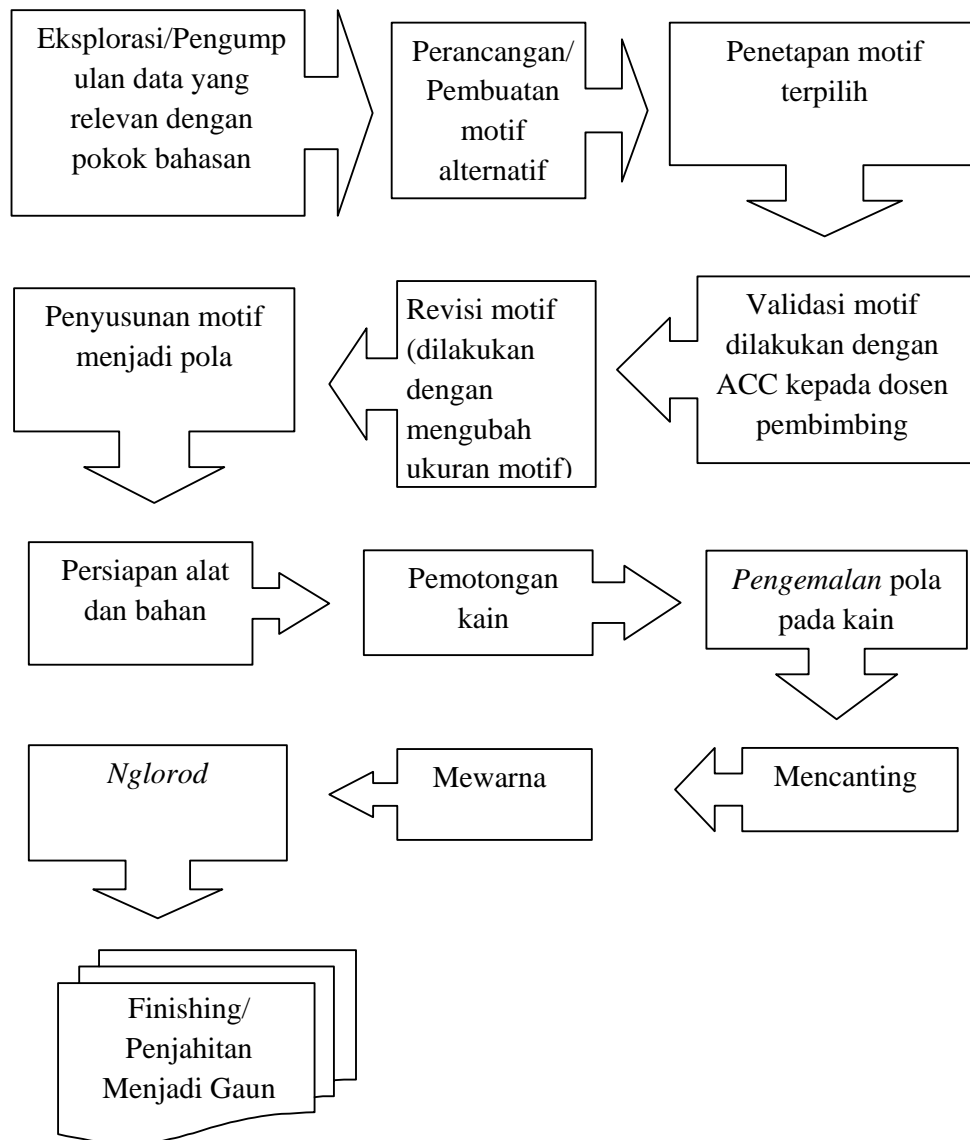 Eksplorasi/Pengump
ulan data yang
relevan dengan
pokok bahasan
Perancangan/
Pembuatan
motif
alternatif
Penetapan motif
terpilih
Validasi motif
dilakukan dengan
ACC kepada dosen
pembimbing
Revisi motif
(dilakukan
dengan
mengubah
ukuran motif)
Penyusunan motif
menjadi pola
Persiapan alat
dan bahan
Pemotongan
kain
Pengemalan pola
pada kain
Mencanting
Mewarna
Nglorod
Finishing/
Penjahitan
Menjadi Gaun